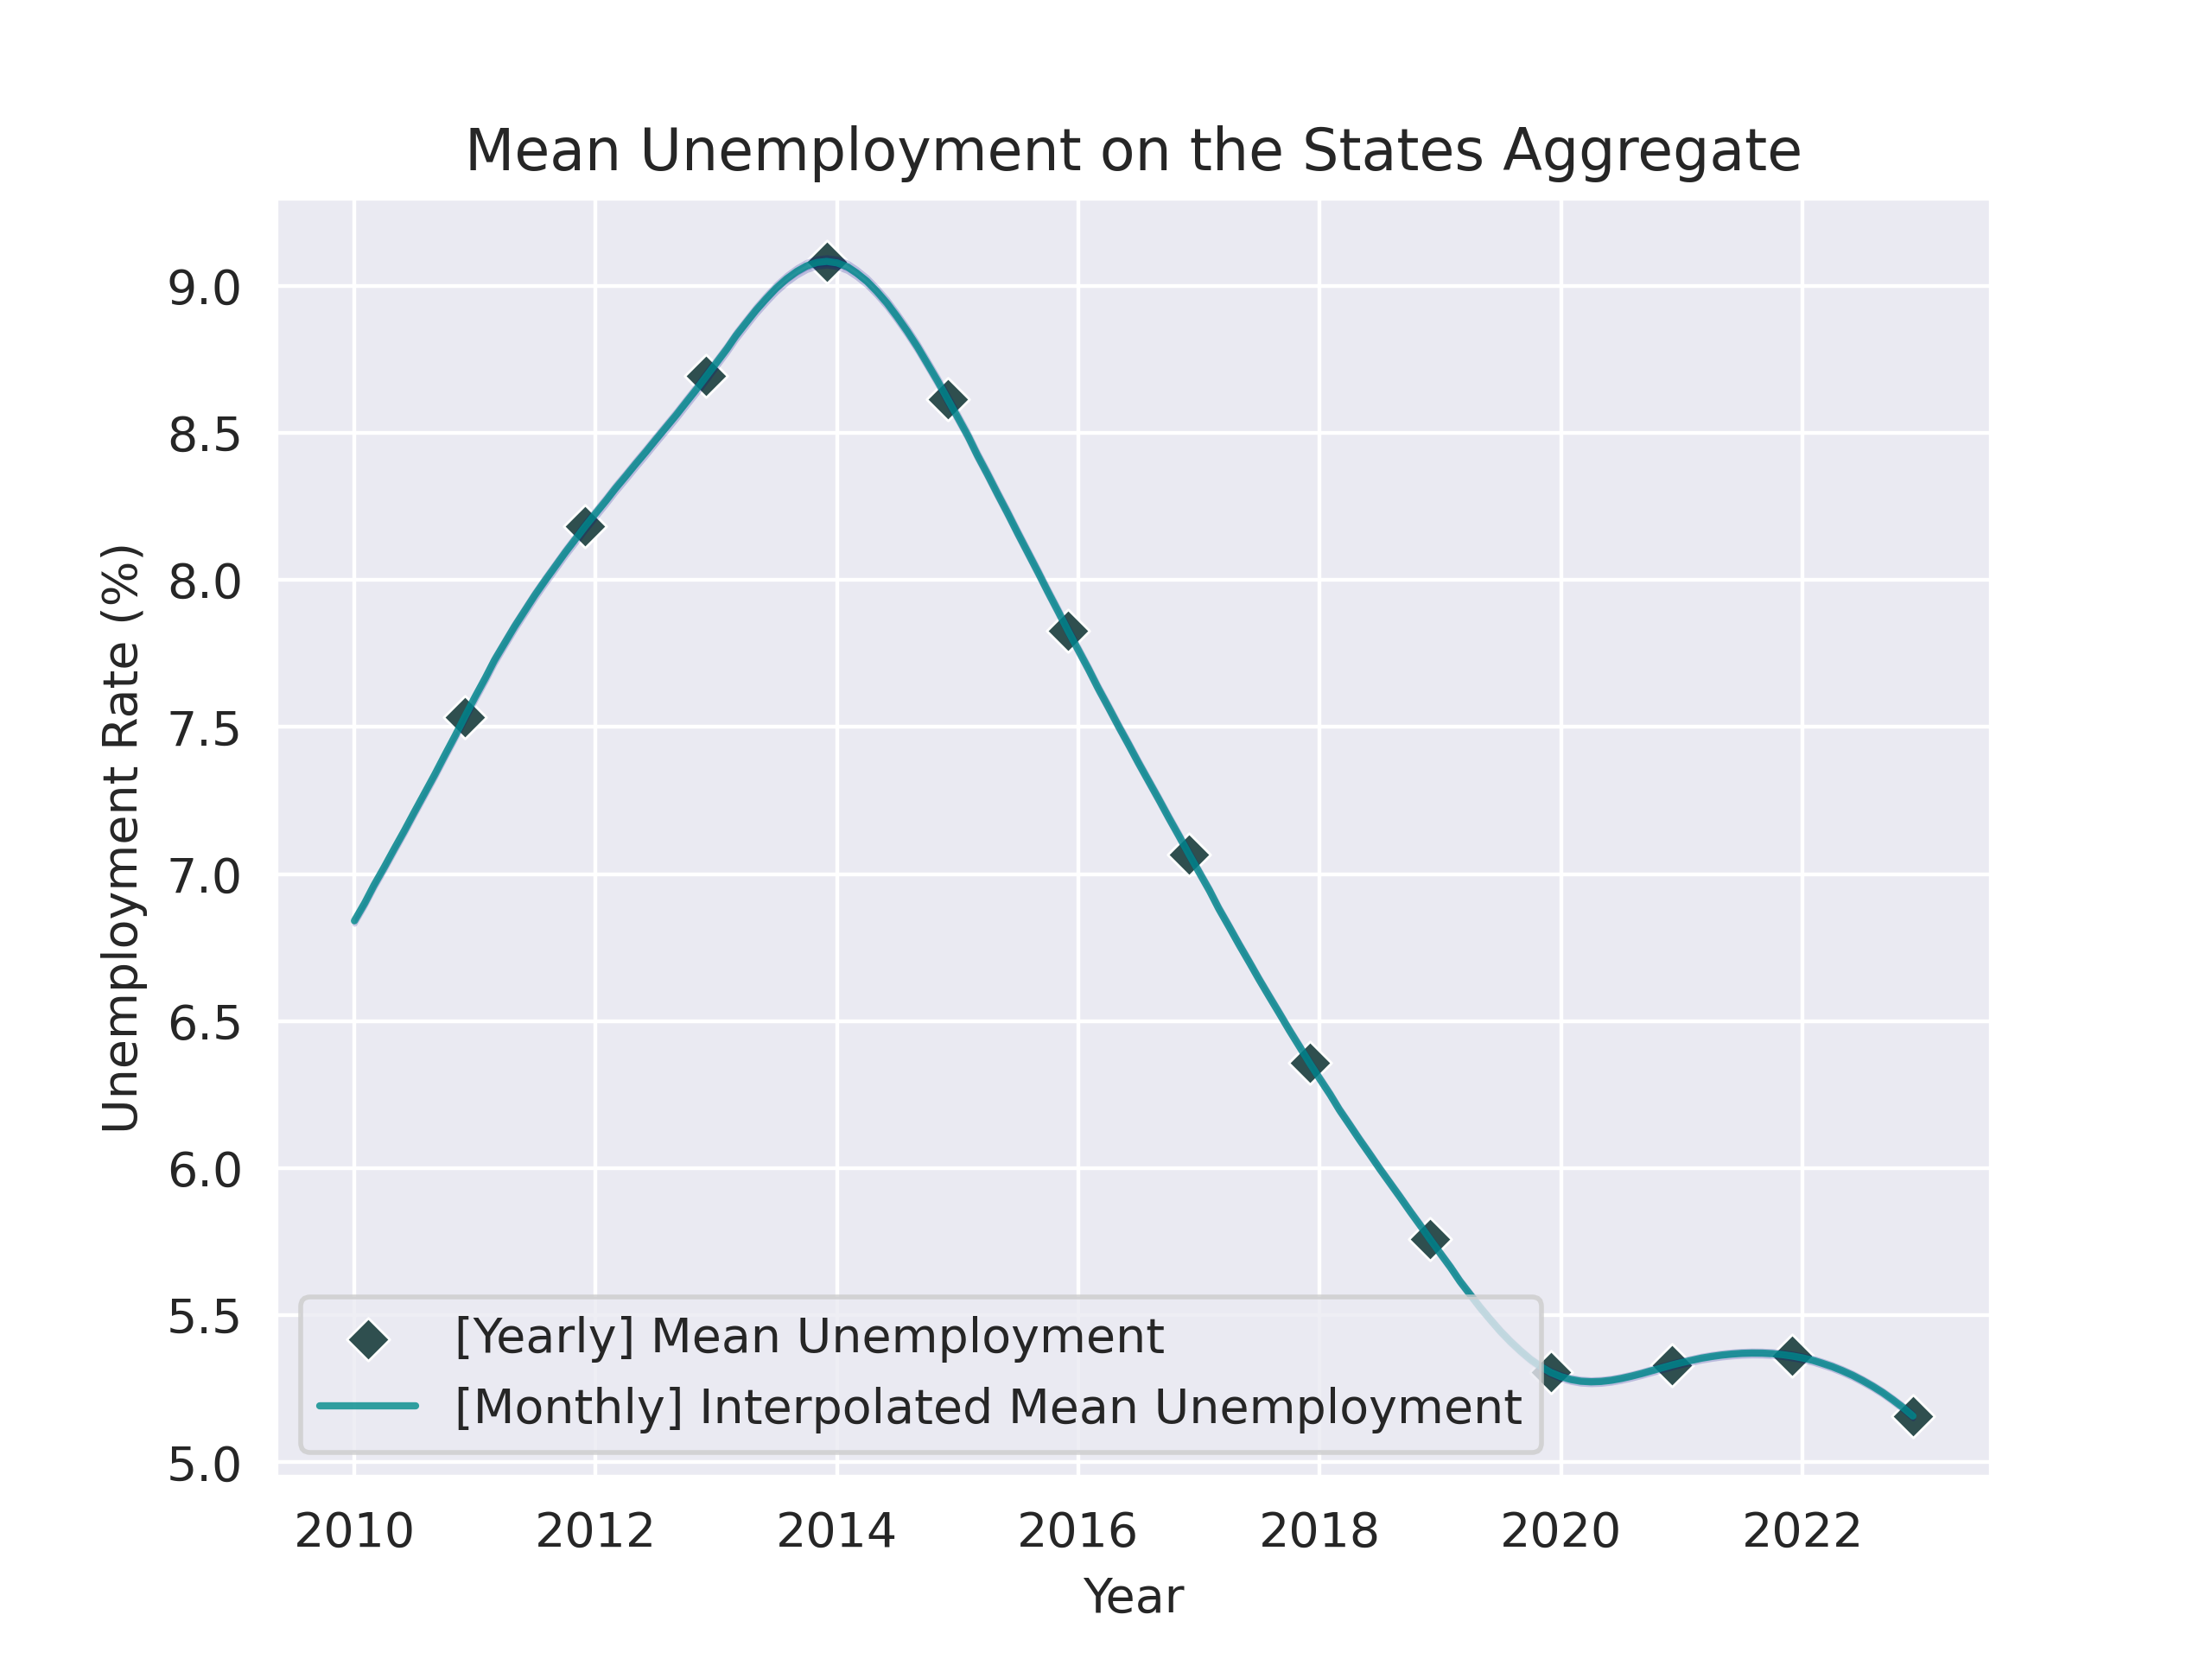 Mean Unemployment on the States Aggregate
Unemployment Rate (%)
9.0
8.5
8.0
7.5
7.0
6.5
6.0
5.5
5.0
[Yearly] Mean Unemployment
[Monthly] Interpolated Mean Unemployment
2010 2012 2014 2016 2018 2020 2022
Year